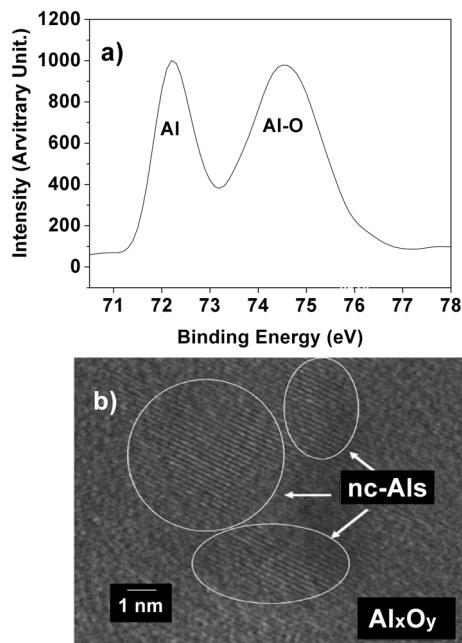 a)
1200
1000
800
600
400
200
0
Intensity (Arvitrary Unit.)
Al
Al-O
71 72 73 74 75 76 77 78
Binding Energy (eV)
b)
nc-Als
1 nm
AlxOy